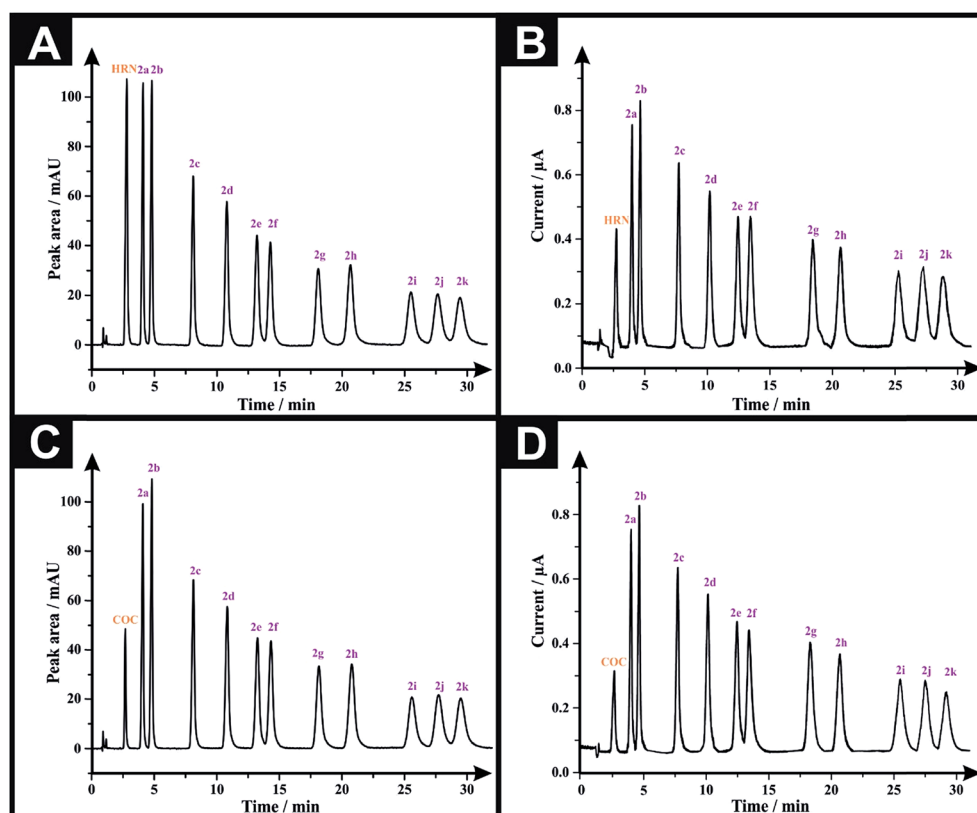 A
HRN 2a 2b
2c
2d
2e 2f
2g
2h
2i
2j
2k
Peak area / mAU
100
80
60
40
20
0
0 5 10 15 20 25 30
Time / min
B
HRN
2a
2b
2c
2d
2e 2f
2g
2h
2i 2j 2k
Current / µA
0.8
0.6
0.4
0.2
0.0
0 5 10 15 20 25 30
Time / min
C
COC
2a
2b
2c
2d
2e 2f
2g 2h
2i 2j 2k
Peak area / mAU
100
80
60
40
20
0
0 5 10 15 20 25 30
Time / min
D
COC
2a
2b
2c
2d
2e 2f
2g
2h
2i 2j 2k
Current / µA
0.8
0.6
0.4
0.2
0.0
0 5 10 15 20 25 30
Time / min